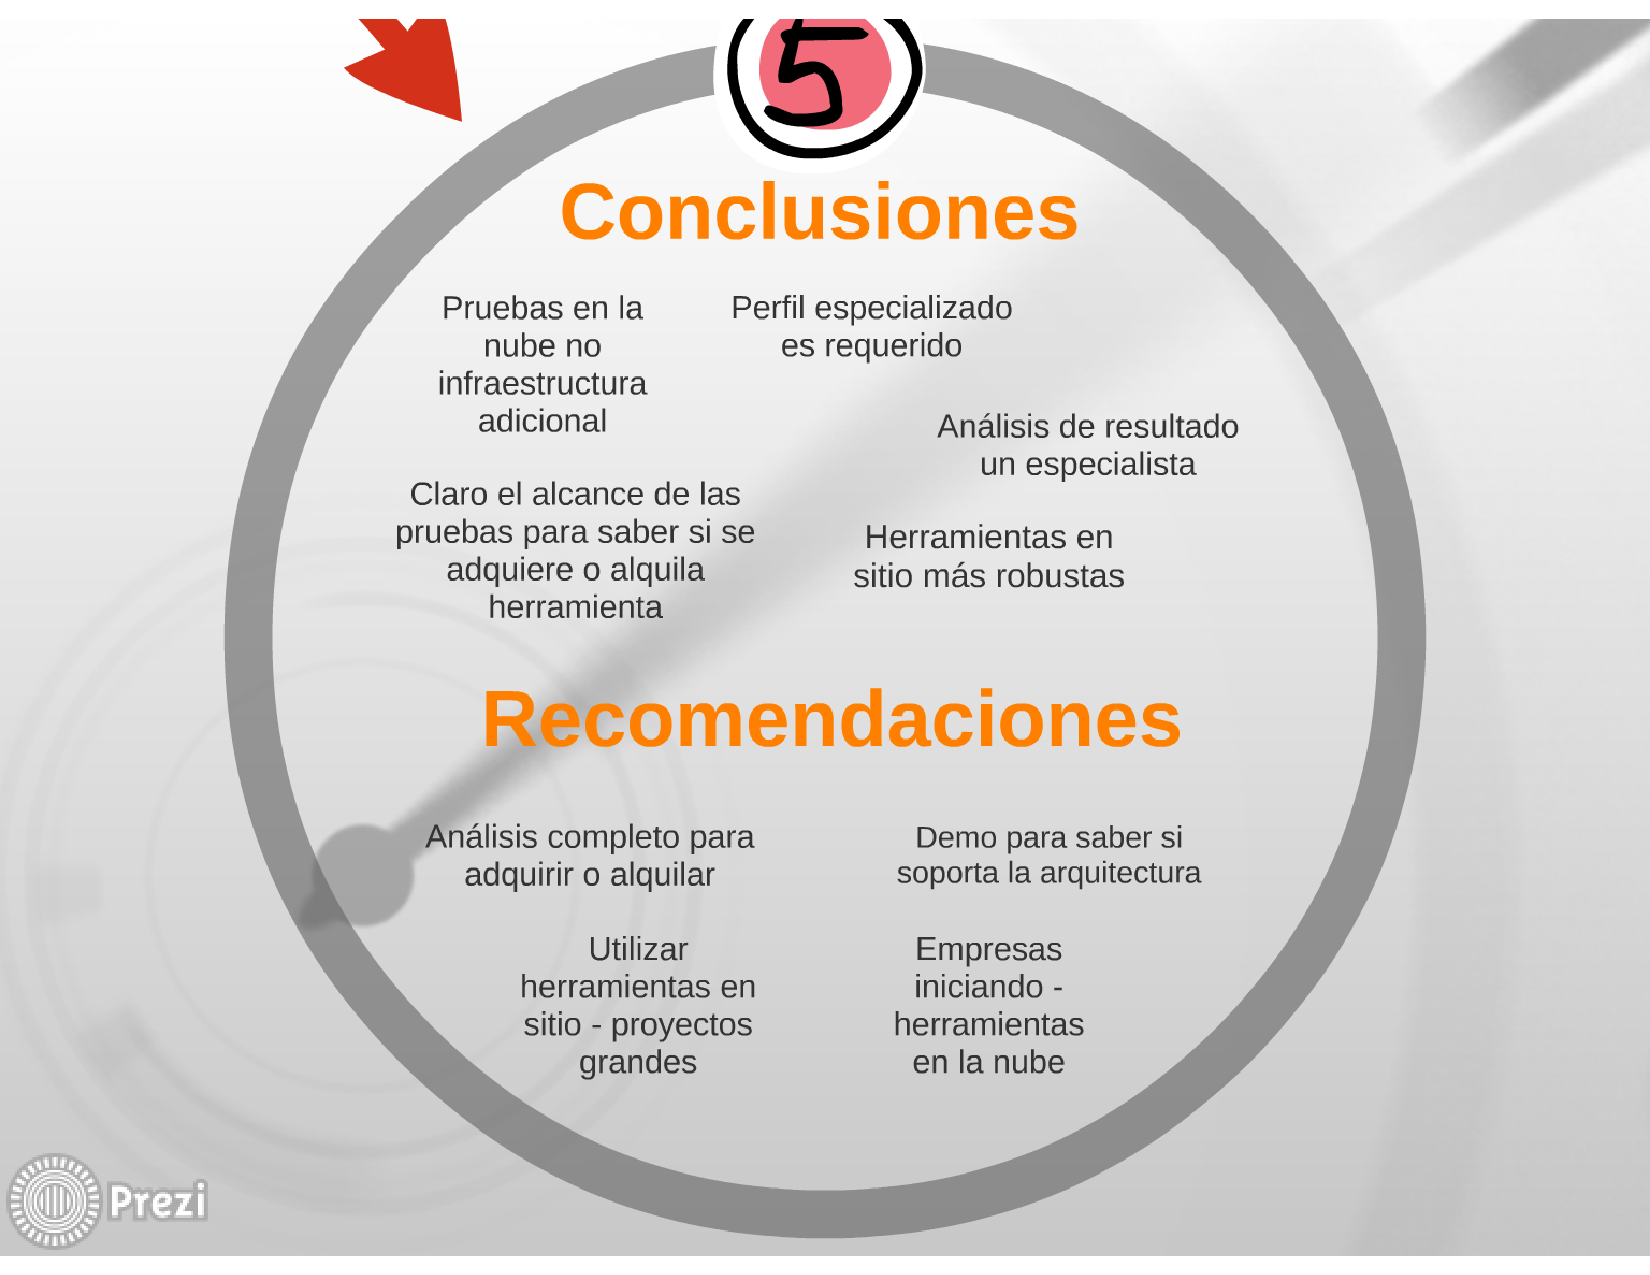 5
Conclusiones
Pruebas en la
nube no
infraestructura
adicional
Perfil especializado
es requerido
Análisis de resultado
un especialista
Claro el alcance de las
pruebas para saber si se
adquiere o alquila
herramienta
Herramientas en
sitio más robustas
Recomendaciones
Análisis completo para
adquirir o alquilar
Demo para saber si
soporta la arquitectura
Utilizar
herramientas en
sitio - proyectos
grandes
Empresas
iniciando -
herramientas
en la nube
Prezi